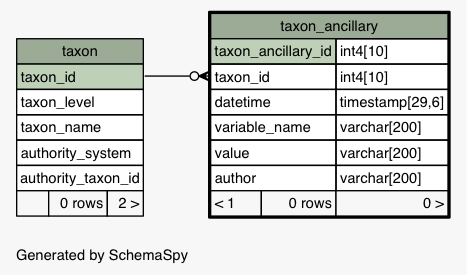 taxon
taxon_id
taxon_level
taxon_name
authority_system
authority_taxon_id
0 rows 2 >
taxon_ancillary
taxon_ancillary_id int4[10]
taxon_id int4[10]
datetime timestamp[29,6]
variable_name varchar[200]
value varchar[200]
author varchar[200]
< 1 0 rows 0 >
Generated by SchemaSpy